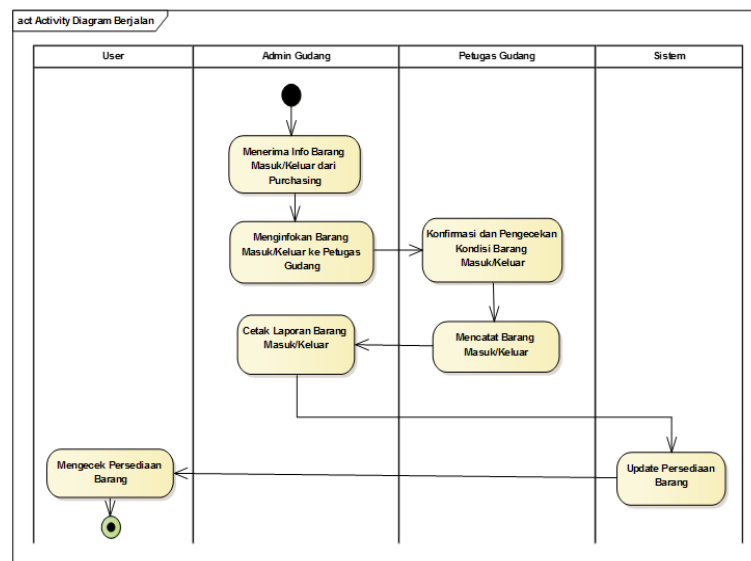 act Activity Diagram Berjalan
User
Admin Gudang
Petugas Gudang
Sistem
Menerima Info Barang
Masuk/Keluar dari
Purchasing
Menginfokan Barang
Masuk/Keluar ke Petugas
Gudang
Konfirmasi dan Pengecekan
Kondisi Barang
Masuk/Keluar
Cetak Laporan Barang
Masuk/Keluar
Mencatat Barang
Masuk/Keluar
Mengecek Persediaan
Barang
Update Persediaan
Barang